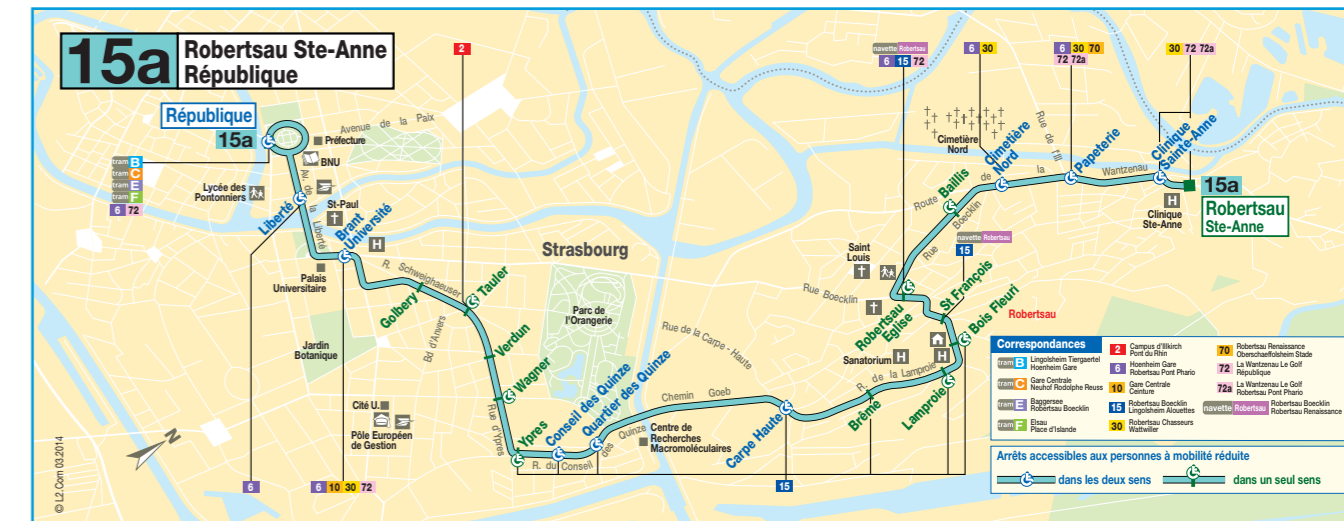 15a
Robertsau Ste-Anne
République
République
15a
tram B
tram C
tram E
tram F
6 72
Préfecture
Avenue de la Paix
BNU
Lycée des
Pontonniers
Av. de la Liberté
Liberté
St-Paul
Brant
Université
Palais
Universitaire
H
R. Schweighaeuser
Golbery
2
Tauler
Bd d'Anvers
Verdun
Wagner
Rue d'Ypres
Ypres
Jardin
Botanique
Cité U.
Pôle Européen
de Gestion
N
© L2.Com 03.2014
6
6 10 30 72
Strasbourg
Parc de
l'Orangerie
Conseil des Quinze
Quartier des Quinze
R. du Conseil des Quinze
Centre de
Recherches
Macromoléculaires
Rue de la Carpe - Haute
Chemin Goeb
Carpe Haute
15
Brême
R. de la Lamproie
Lamproie
Sanatorium H
H
Bois Fleuri
St François
Robertsau
Robertsau
Eglise
Saint
Louis
Rue Boecklin
Rue Boecklin
navette Robertsau
6 15 72
navette Robertsau
15
Baillis
Route de la Wantzenau
Cimetière
Nord
6 30
Cimetière
Nord
Rue de l'Ill
6 30 70
72 72a
Papeterie
30 72 72a
Clinique
Sainte-Anne
H
Clinique
Ste-Anne
15a
Robertsau
Ste-Anne
Correspondances
tram B Lingolsheim Tiergaertel
Hoenheim Gare
tram C Gare Centrale
Neuhof Rodolphe Reuss
tram E Baggersee
Robertsau Boecklin
tram F Elsau
Place d'Islande
2 Campus d'Illkirch
Pont du Rhin
6 Hoenheim Gare
Robertsau Pont Phario
10 Gare Centrale
Ceinture
15 Robertsau Boecklin
Lingolsheim Alouettes
30 Robertsau Chasseurs
Wattwiller
70 Robertsau Renaissance
Oberschaeffolsheim Stade
72 La Wantzenau Le Golf
République
72a La Wantzenau Le Golf
Robertsau Pont Phario
navette Robertsau Robertsau Boecklin
Robertsau Renaissance
Arrêts accessibles aux personnes à mobilité réduite
dans les deux sens
dans un seul sens